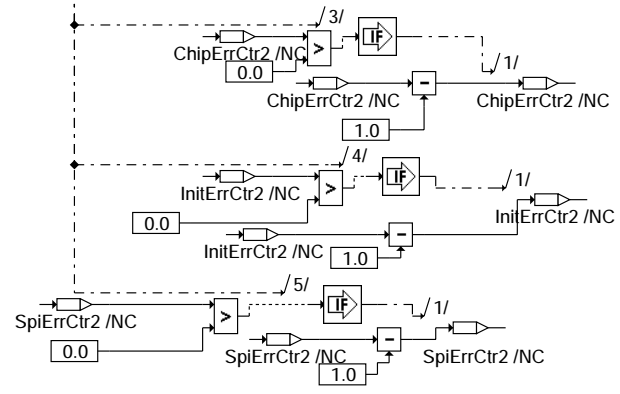 /3/
ChipErrCtr2 /NC
>
IF
/1/
0.0
ChipErrCtr2 /NC
-
ChipErrCtr2 /NC
1.0
/4/
InitErrCtr2 /NC
>
IF
/1/
0.0
InitErrCtr2 /NC
-
InitErrCtr2 /NC
1.0
/5/
SpiErrCtr2 /NC
>
IF
/1/
0.0
SpiErrCtr2 /NC
-
SpiErrCtr2 /NC
1.0